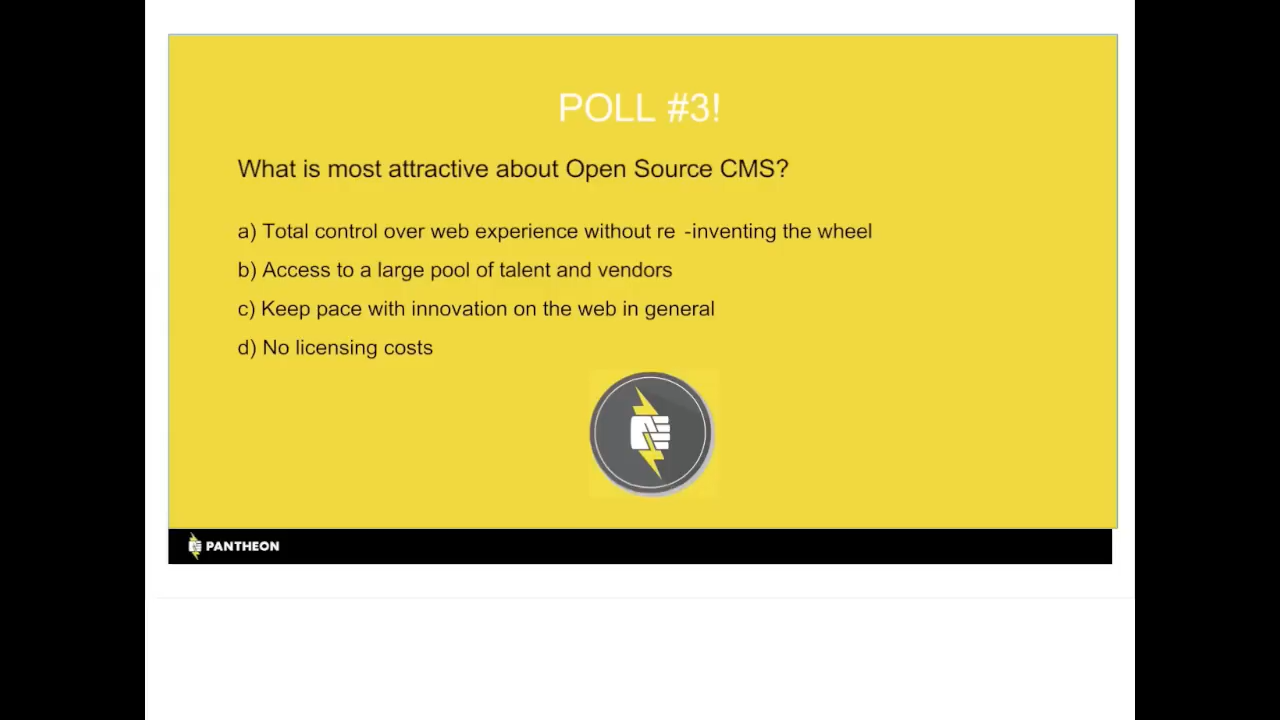 POLL #3!
What is most attractive about Open Source CMS?
a) Total control over web experience without re -inventing the wheel
b) Access to a large pool of talent and vendors
c) Keep pace with innovation on the web in general
d) No licensing costs
PANTHEON